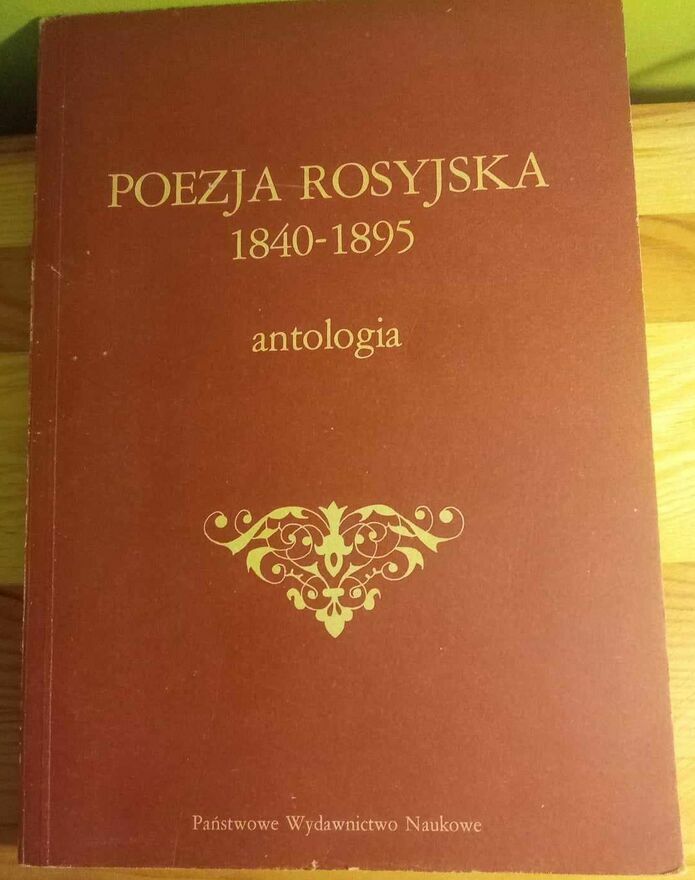 POEZJA ROSYJSKA
1840-1895
antologia
Państwowe Wydawnictwo Naukowe